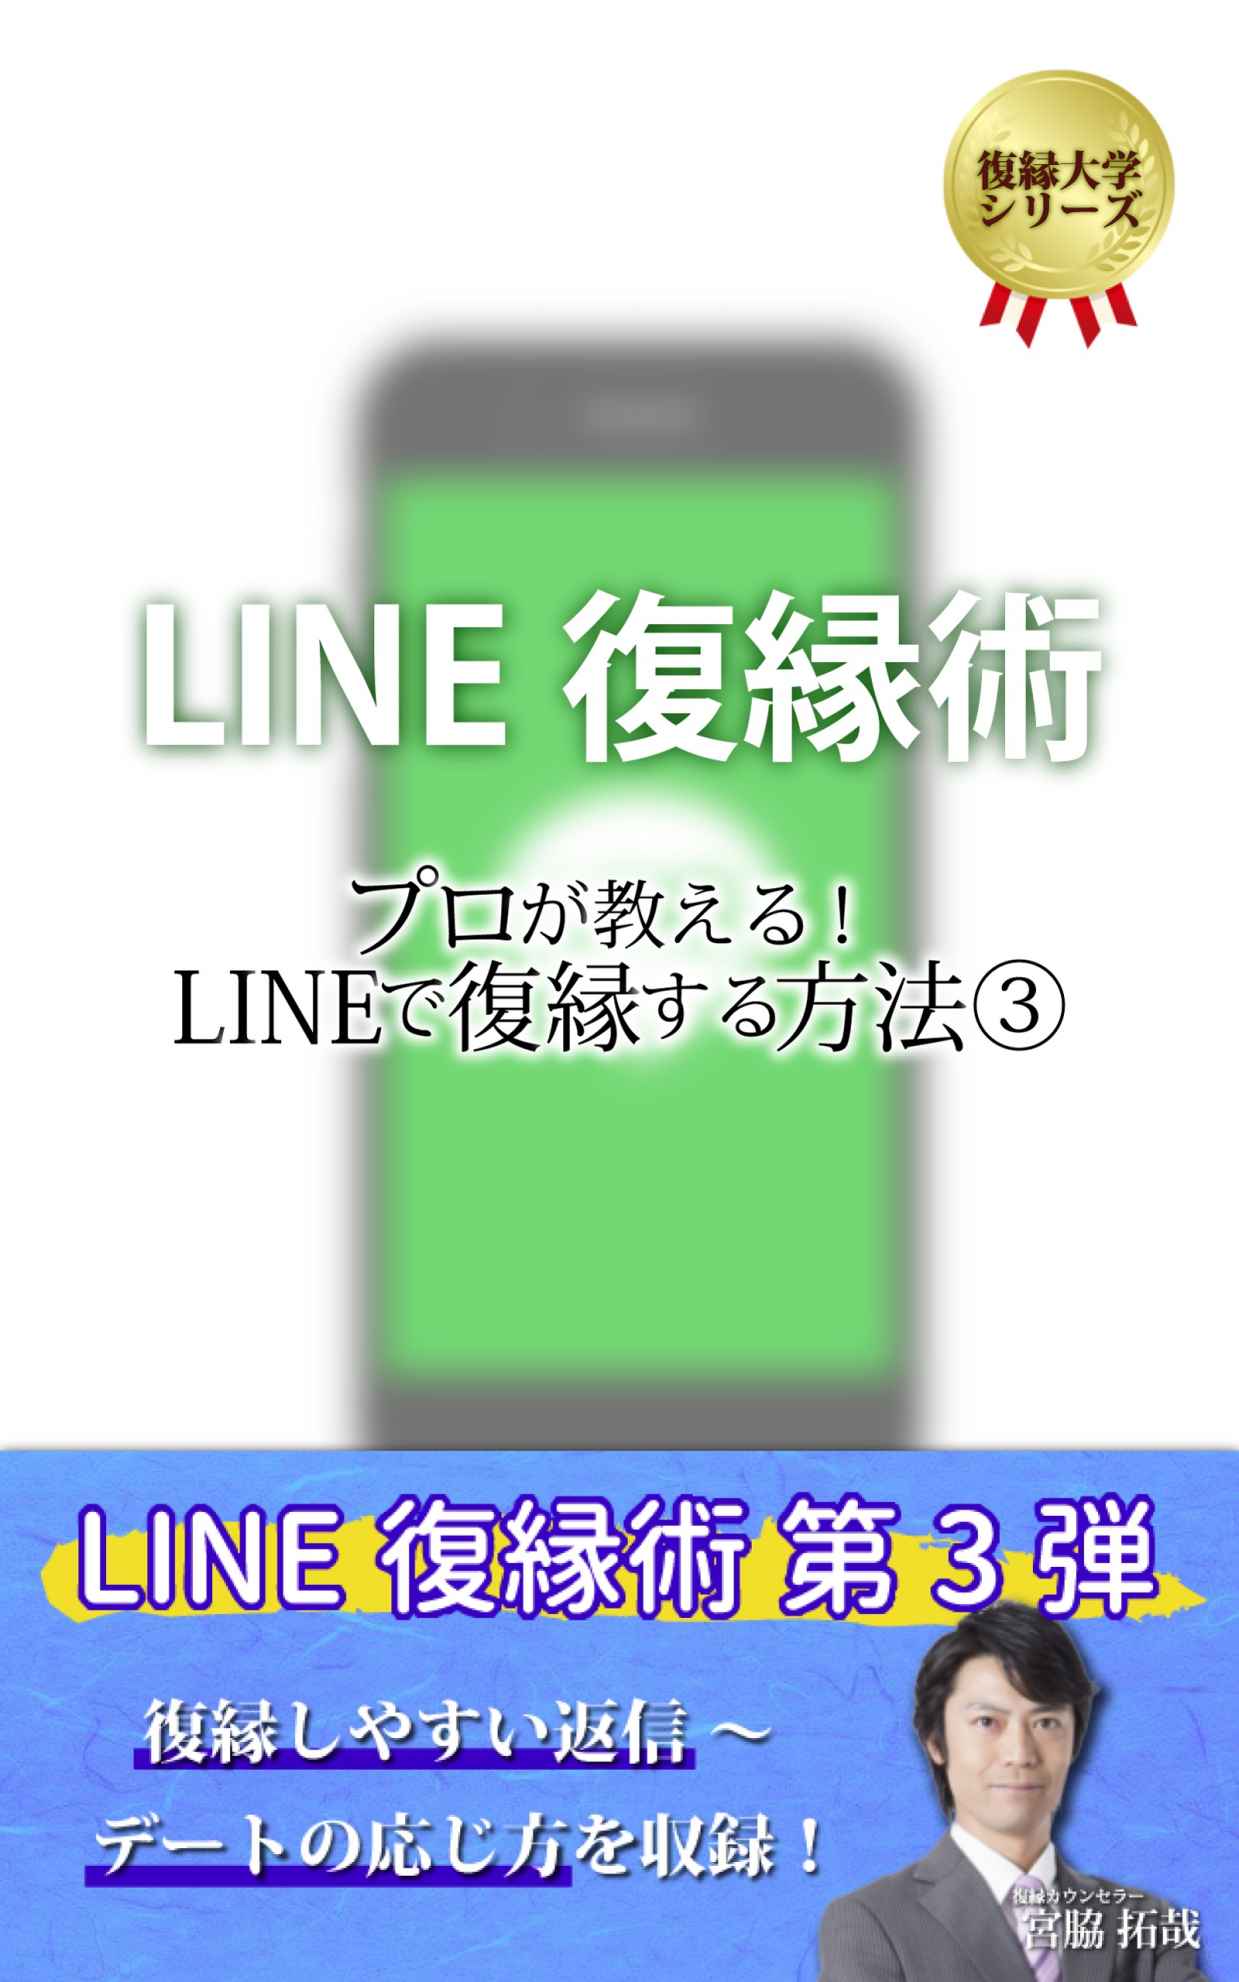 復縁大学
シリーズ
LINE 復縁術
プロが教える！
LINEで復縁する方法③
LINE 復縁術 第 3 弾
復縁しやすい返信 ～
デートの応じ方を収録！
復縁カウンセラー
宮脇 拓哉